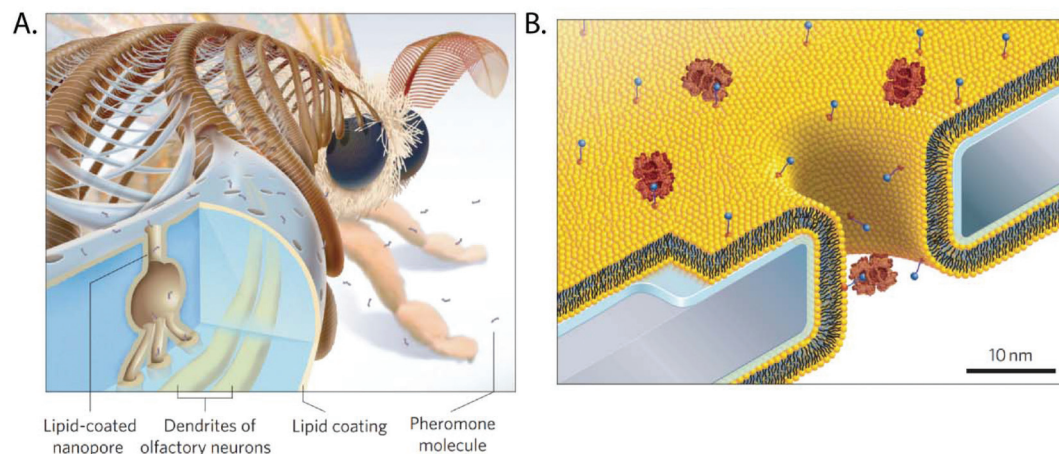 A.
B.
10 nm
Lipid-coated
nanopore
Dendrites of
olfactory neurons
Lipid coating
Pheromone
molecule